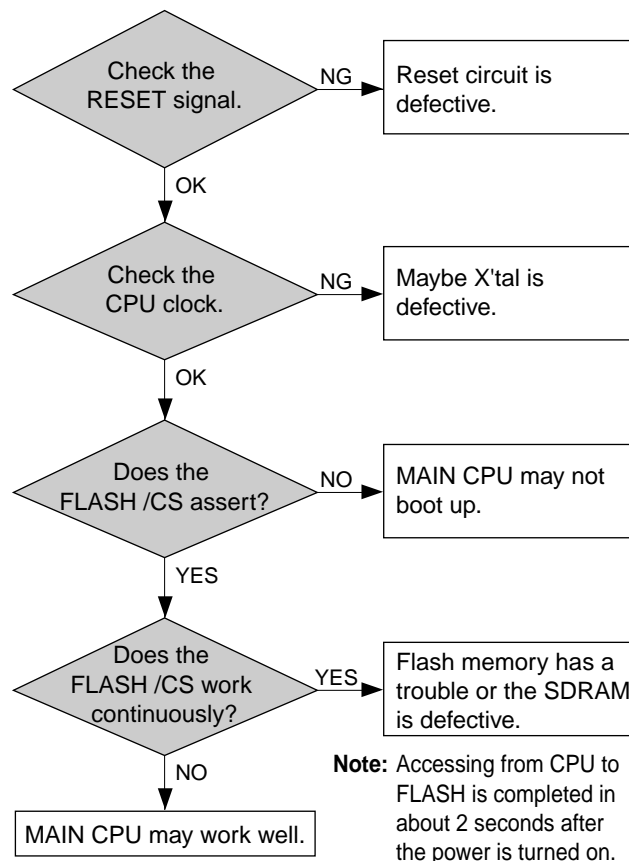 Check the
RESET signal.
NG
Reset circuit is
defective.
OK
Check the
CPU clock.
NG
Maybe X'tal is
defective.
OK
Does the
FLASH /CS assert?
NO
MAIN CPU may not
boot up.
YES
Does the
FLASH /CS work
continuously?
YES
Flash memory has a
trouble or the SDRAM
is defective.
NO
MAIN CPU may work well.
Note: Accessing from CPU to
FLASH is completed in
about 2 seconds after
the power is turned on.